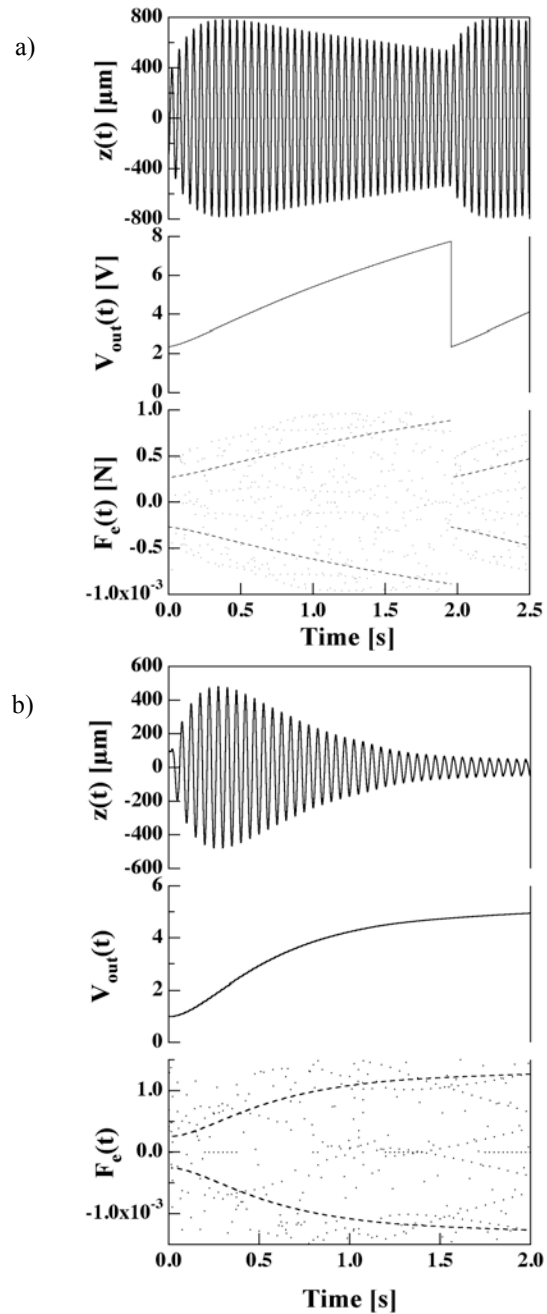 a)
z(t) [µm]
800
400
0
-400
-800
V_out(t) [V]
8
6
4
2
0
F_e(t) [N]
1.0
0.5
0.0
-0.5
-1.0x10⁻³
0.0 0.5 1.0 1.5 2.0 2.5
Time [s]
b)
z(t) [µm]
600
400
200
0
-200
-400
-600
V_out(t)
6
4
2
0
F_e(t)
1.0
0.0
-1.0x10⁻³
0.0 0.5 1.0 1.5 2.0
Time [s]